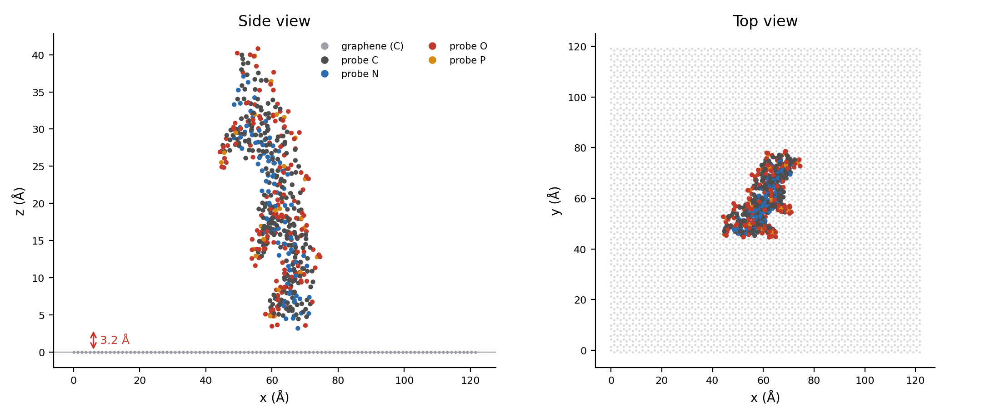 Side view
graphene (C)
probe C
probe N
probe O
probe P
40
35
30
25
20
15
10
5
0
z (Å)
3.2 Å
0 20 40 60 80 100 120
x (Å)
Top view
120
100
80
60
40
20
0
y (Å)
0 20 40 60 80 100 120
x (Å)